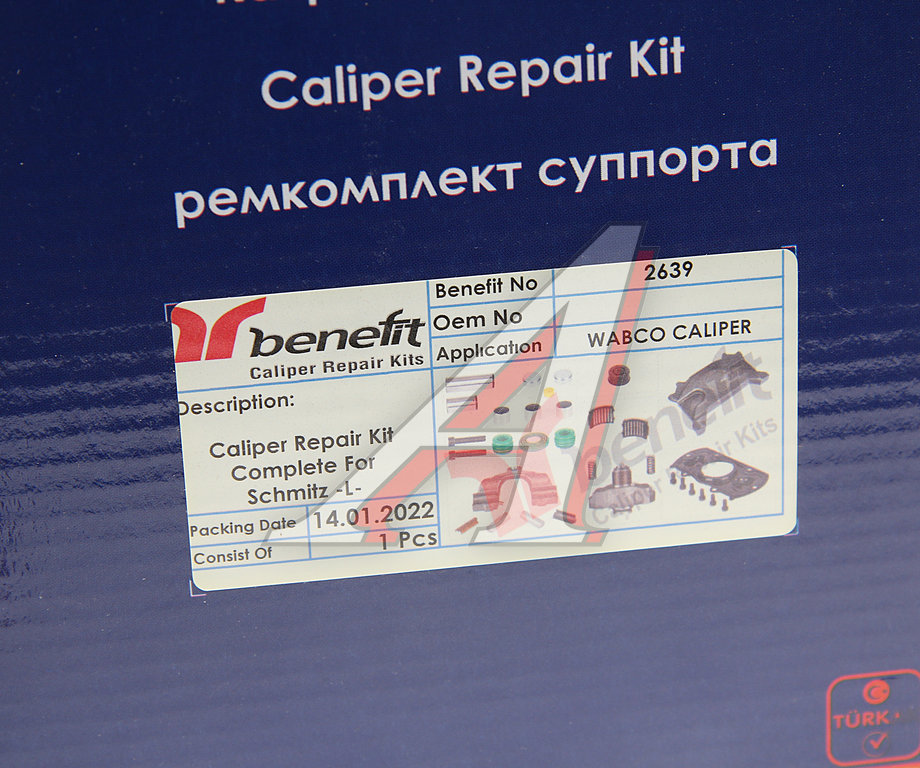 Caliper Repair Kit
ремкомплект суппорта
benefit
Caliper Repair Kits
Benefit No 2639
Oem No
Application WABCO CALIPER
Description:
Caliper Repair Kit
Complete For
Schmitz -L-
Packing Date 14.01.2022
Consist Of 1 Pcs
benefit
Caliper Repair Kits
TÜRK